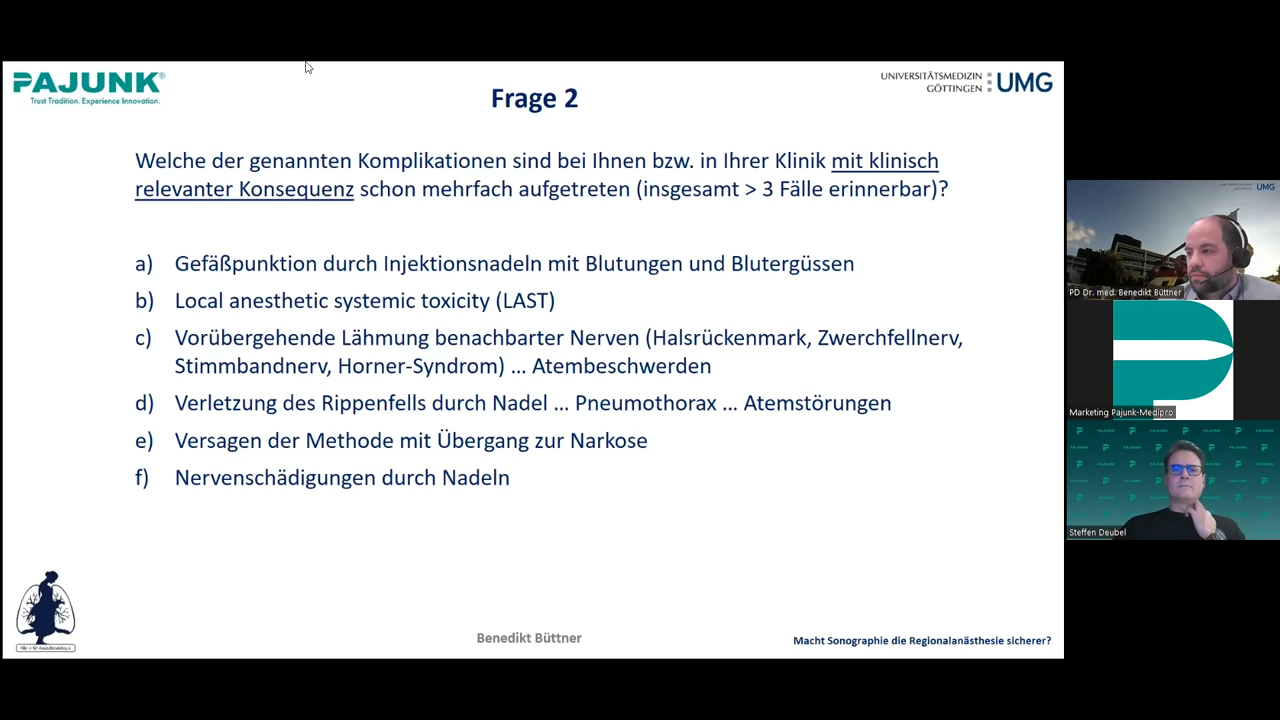 PAJUNK®
Trust Tradition. Experience Innovation.
Frage 2
UNIVERSITÄTSMEDIZIN
GÖTTINGEN
UMG
Welche der genannten Komplikationen sind bei Ihnen bzw. in Ihrer Klinik mit klinisch
relevanter Konsequenz schon mehrfach aufgetreten (insgesamt > 3 Fälle erinnerbar)?
a) Gefäßpunktion durch Injektionsnadeln mit Blutungen und Blutergüssen
b) Local anesthetic systemic toxicity (LAST)
c) Vorübergehende Lähmung benachbarter Nerven (Halsrückenmark, Zwerchfellnerv,
Stimmbandnerv, Horner-Syndrom) … Atembeschwerden
d) Verletzung des Rippenfells durch Nadel … Pneumothorax … Atemstörungen
e) Versagen der Methode mit Übergang zur Narkose
f) Nervenschädigungen durch Nadeln
Benedikt Büttner
Macht Sonographie die Regionalanästhesie sicherer?
UMG
PD Dr. med. Benedikt Büttner
Marketing Pajunk-Medipro
Steffen Deubel